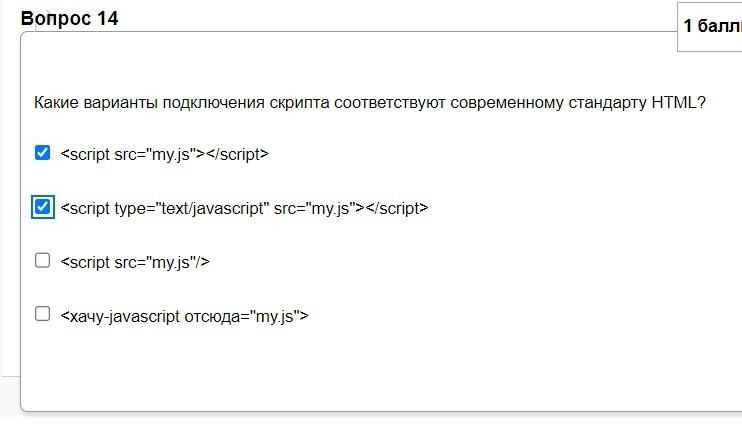 Вопрос 14
1 балл
Какие варианты подключения скрипта соответствуют современному стандарту HTML?
<script src="my.js"></script>
<script type="text/javascript" src="my.js"></script>
<script src="my.js"/>
<хачу-javascript отсюда="my.js">